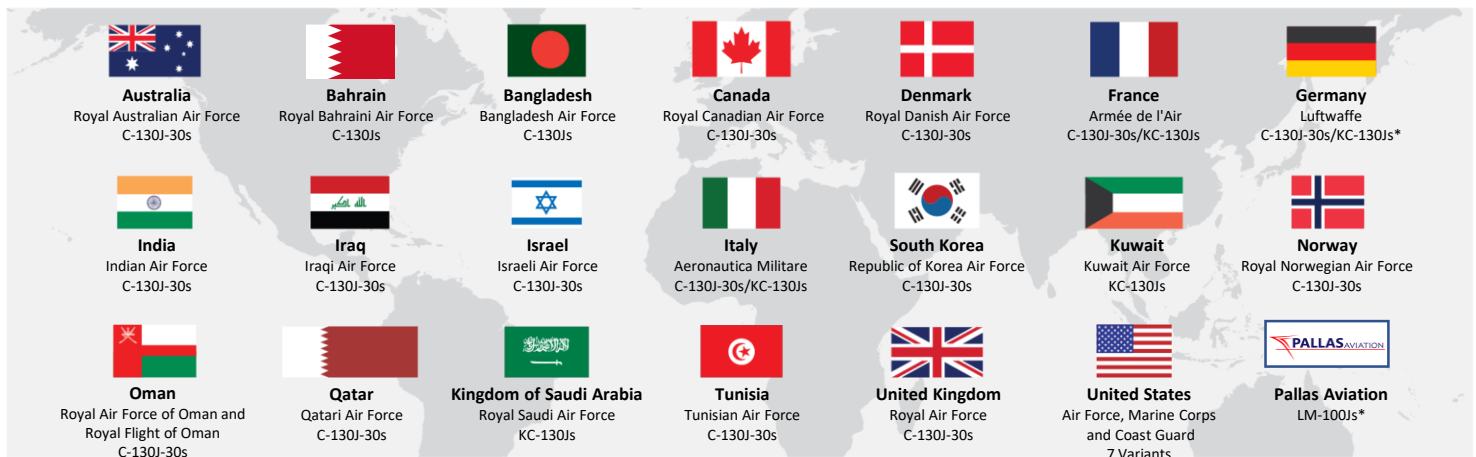 Australia
Royal Australian Air Force
C-130J-30s
Bahrain
Royal Bahraini Air Force
C-130Js
Bangladesh
Bangladesh Air Force
C-130Js
Canada
Royal Canadian Air Force
C-130J-30s
Denmark
Royal Danish Air Force
C-130J-30s
France
Armée de l'Air
C-130J-30s/KC-130Js
Germany
Luftwaffe
C-130J-30s/KC-130Js*
India
Indian Air Force
C-130J-30s
الله اكبر
Iraq
Iraqi Air Force
C-130J-30s
Israel
Israeli Air Force
C-130J-30s
Italy
Aeronautica Militare
C-130J-30s/KC-130Js
South Korea
Republic of Korea Air Force
C-130J-30s
Kuwait
Kuwait Air Force
KC-130Js
Norway
Royal Norwegian Air Force
C-130J-30s
Oman
Royal Air Force of Oman and
Royal Flight of Oman
C-130J-30s
Qatar
Qatari Air Force
C-130J-30s
Kingdom of Saudi Arabia
Royal Saudi Air Force
KC-130Js
Tunisia
Tunisian Air Force
C-130J-30s
United Kingdom
Royal Air Force
C-130J-30s
United States
Air Force, Marine Corps
and Coast Guard
7 Variants
PALLAS AVIATION
Pallas Aviation
LM-100Js*